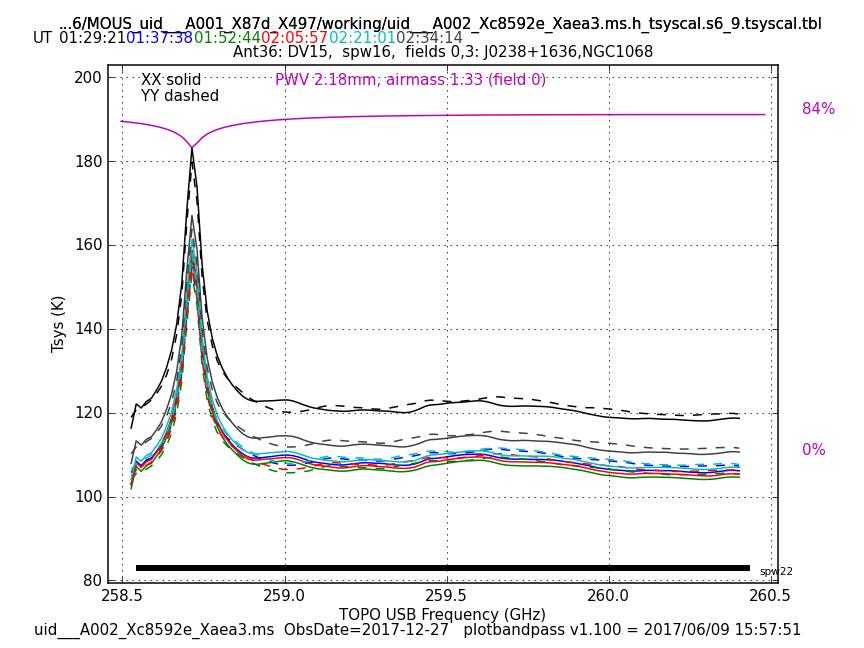 ...6/MOUS_uid___A001_X87d_X497/working/uid___A002_Xc8592e_Xaea3.ms.h_tsyscal.s6_9.tsyscal.tbl
UT 01:29:21 01:37:38 01:52:44 02:05:57 02:21:01 02:34:14
Ant36: DV15, spw16, fields 0,3: J0238+1636,NGC1068
200
XX solid
PWV 2.18mm, airmass 1.33 (field 0)
YY dashed
84%
180
160
Tsys (K)
140
120
0%
100
80
spw22
258.5 259.0 259.5 260.0 260.5
TOPO USB Frequency (GHz)
uid___A002_Xc8592e_Xaea3.ms ObsDate=2017-12-27 plotbandpass v1.100 = 2017/06/09 15:57:51